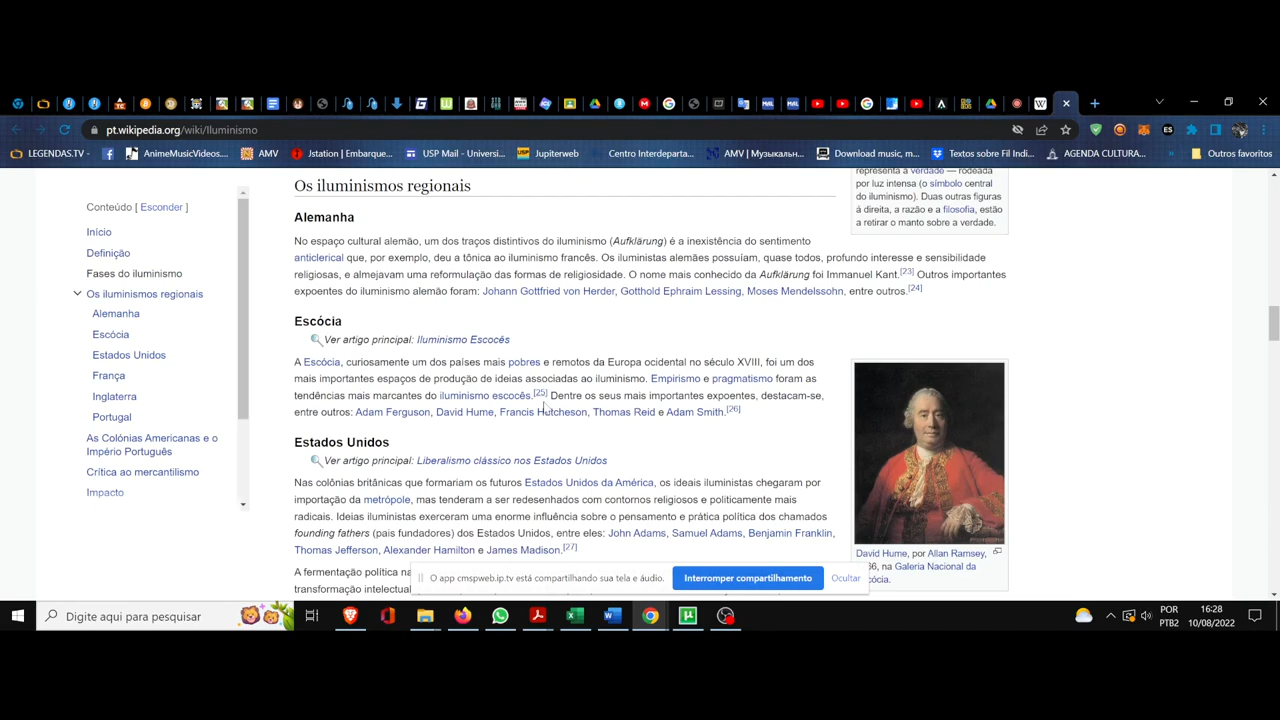 pt.wikipedia.org/wiki/Iluminismo
LEGENDAS.TV -
AnimeMusicVideos...
AMV
Jstation | Embarque...
USP Mail - Universi...
Jupiterweb
Centro Interdeparta...
AMV | Музыкальн...
Download music, m...
Textos sobre Fil Indi...
AGENDA CULTURA...
»
Outros favoritos
Conteúdo [ Esconder ]
Início
Definição
Fases do iluminismo
Os iluminismos regionais
Alemanha
Escócia
Estados Unidos
França
Inglaterra
Portugal
As Colónias Americanas e o
Império Português
Crítica ao mercantilismo
Impacto
Os iluminismos regionais
Alemanha
No espaço cultural alemão, um dos traços distintivos do iluminismo (Aufklärung) é a inexistência do sentimento
anticlerical que, por exemplo, deu a tônica ao iluminismo francês. Os iluministas alemães possuíam, quase todos, profundo interesse e sensibilidade
religiosas, e almejavam uma reformulação das formas de religiosidade. O nome mais conhecido da Aufklärung foi Immanuel Kant.[23] Outros importantes
expoentes do iluminismo alemão foram: Johann Gottfried von Herder, Gotthold Ephraim Lessing, Moses Mendelssohn, entre outros.[24]
Escócia
Ver artigo principal: Iluminismo Escocês
A Escócia, curiosamente um dos países mais pobres e remotos da Europa ocidental no século XVIII, foi um dos
mais importantes espaços de produção de ideias associadas ao iluminismo. Empirismo e pragmatismo foram as
tendências mais marcantes do iluminismo escocês.[25] Dentre os seus mais importantes expoentes, destacam-se,
entre outros: Adam Ferguson, David Hume, Francis Hutcheson, Thomas Reid e Adam Smith.[26]
Estados Unidos
Ver artigo principal: Liberalismo clássico nos Estados Unidos
Nas colônias britânicas que formariam os futuros Estados Unidos da América, os ideais iluministas chegaram por
importação da metrópole, mas tenderam a ser redesenhados com contornos religiosos e politicamente mais
radicais. Ideias iluministas exerceram uma enorme influência sobre o pensamento e prática política dos chamados
founding fathers (pais fundadores) dos Estados Unidos, entre eles: John Adams, Samuel Adams, Benjamin Franklin,
Thomas Jefferson, Alexander Hamilton e James Madison.[27]
A fermentação política na
transformação intelectual
representa a verdade — rodeada
por luz intensa (o símbolo central
do iluminismo). Duas outras figuras
á direita, a razão e a filosofia, estão
a retirar o manto sobre a verdade.
David Hume, por Allan Ramsey,
66, na Galeria Nacional da
cócia.
O app cmspweb.ip.tv está compartilhando sua tela e áudio.
Interromper compartilhamento
Ocultar
Digite aqui para pesquisar
POR
PTB2
16:28
10/08/2022